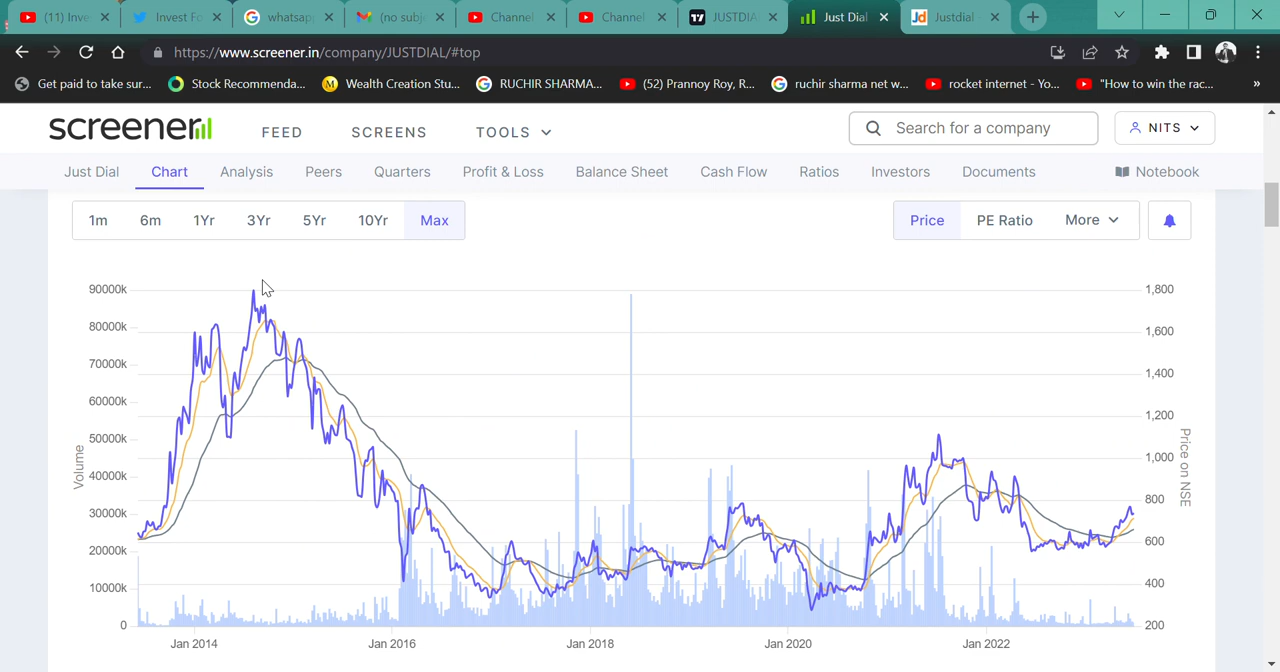 (11) Inve
Invest Fo
whatsap
(no subj
Channel
Channel
JUSTDIA
Just Dial
Justdial
https://www.screener.in/company/JUSTDIAL/#top
Get paid to take sur...
Stock Recommenda...
Wealth Creation Stu...
RUCHIR SHARMA...
(52) Prannoy Roy, R...
ruchir sharma net w...
rocket internet - Yo...
"How to win the rac...
»
screener
FEED
SCREENS
TOOLS
Search for a company
NITS
Just Dial
Chart
Analysis
Peers
Quarters
Profit & Loss
Balance Sheet
Cash Flow
Ratios
Investors
Documents
Notebook
1m
6m
1Yr
3Yr
5Yr
10Yr
Max
Price
PE Ratio
More
90000k
80000k
70000k
60000k
50000k
40000k
30000k
20000k
10000k
0
Volume
1,800
1,600
1,400
1,200
1,000
800
600
400
200
Price on NSE
Jan 2014
Jan 2016
Jan 2018
Jan 2020
Jan 2022